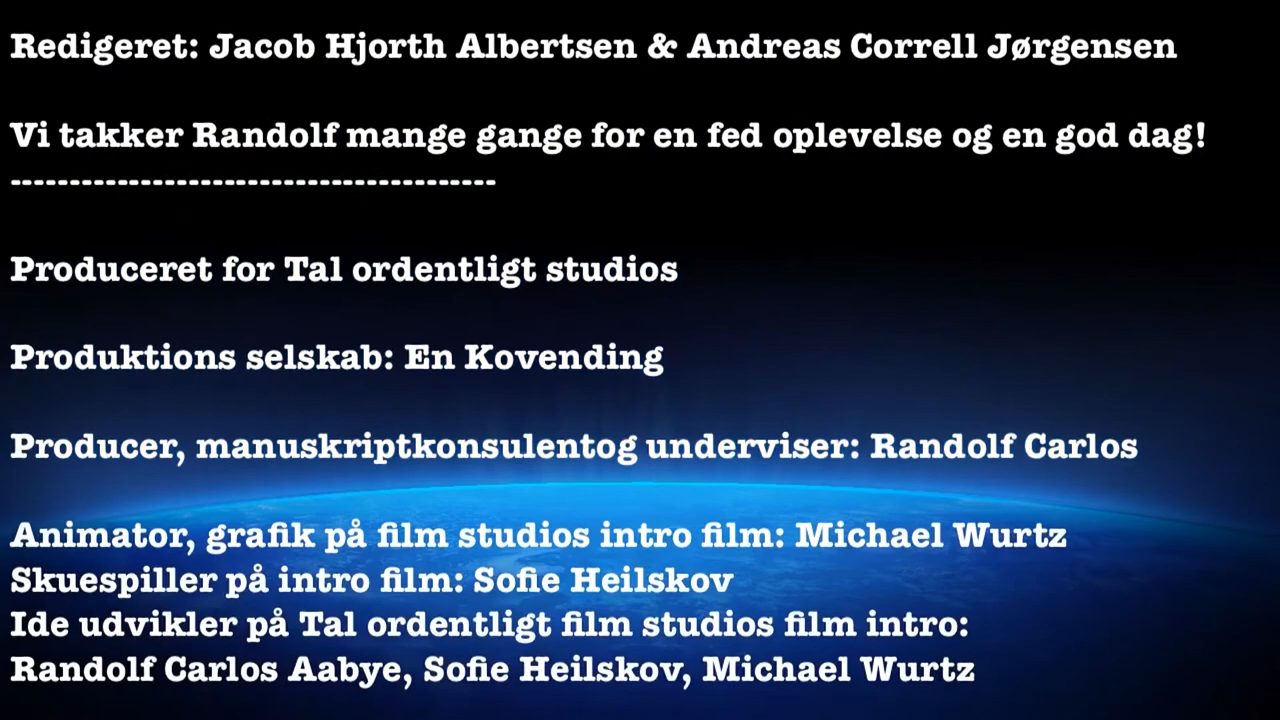 Redigeret: Jacob Hjorth Albertsen & Andreas Correll Jørgensen
Vi takker Randolf mange gange for en fed oplevelse og en god dag!
-----------------------------------------
Produceret for Tal ordentligt studios
Produktions selskab: En Kovending
Producer, manuskriptkonsulentog underviser: Randolf Carlos
Animator, grafik på film studios intro film: Michael Wurtz
Skuespiller på intro film: Sofie Heilskov
Ide udvikler på Tal ordentligt film studios film intro:
Randolf Carlos Aabye, Sofie Heilskov, Michael Wurtz